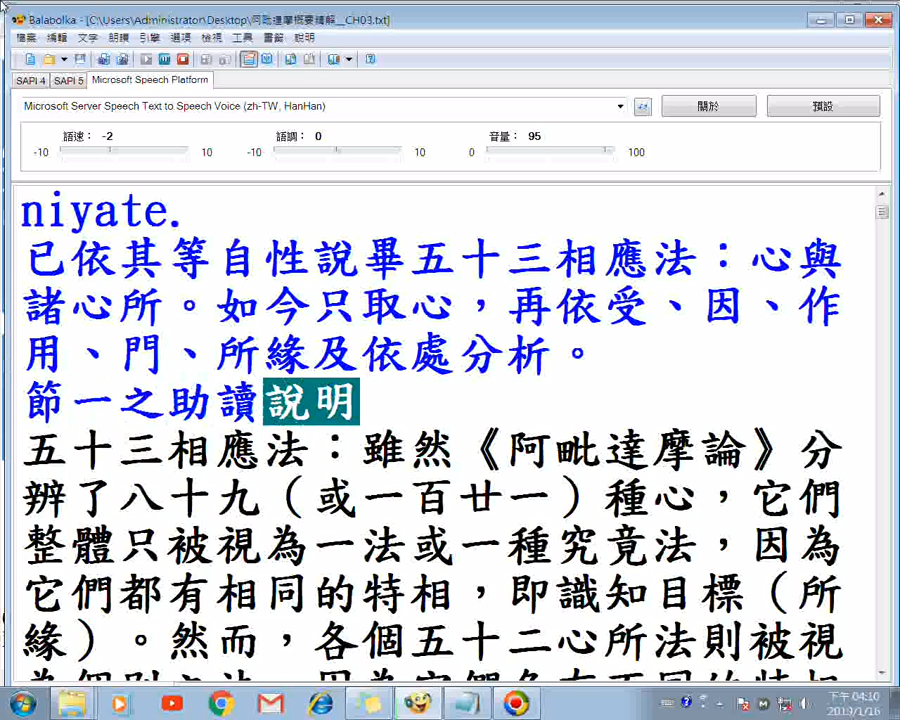 Balabolka - [C:\Users\Administrator\Desktop\阿毗達摩概要精解__CH03.txt]
檔案 編輯 文字 朗讀 引擎 選項 檢視 工具 書籤 說明
SAPI 4 SAPI 5 Microsoft Speech Platform
Microsoft Server Speech Text to Speech Voice (zh-TW, HanHan) 關於 預設
語速： -2 語調： 0 音量： 95
-10 10 -10 10 0 100
niyate.
已依其等自性說畢五十三相應法：心與
諸心所。如今只取心，再依受、因、作
用、門、所緣及依處分析。
節一之助讀說明
五十三相應法：雖然《阿毗達摩論》分
辨了八十九（或一百廿一）種心，它們
整體只被視為一法或一種究竟法，因為
它們都有相同的特相，即識知目標（所
緣）。然而，各個五十二心所法則被視
下午 04:10
2019/1/16